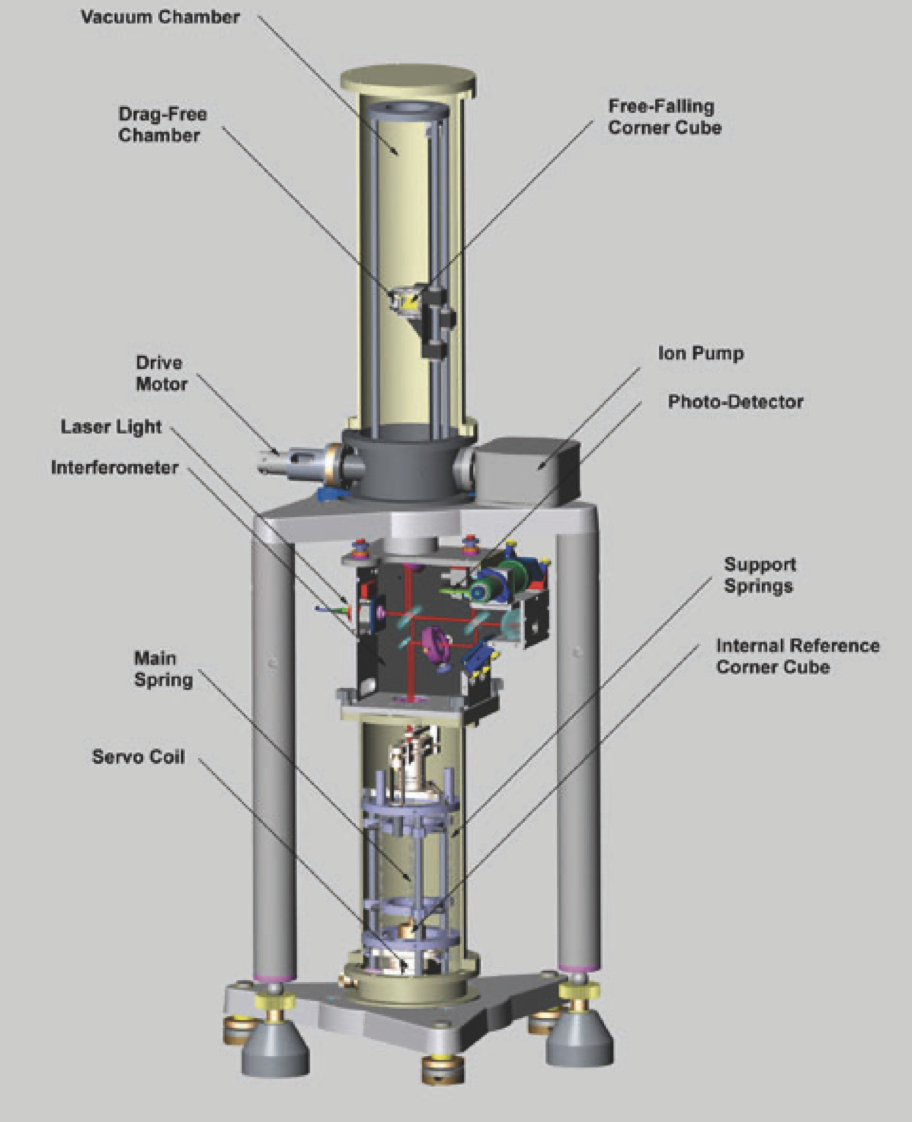 Vacuum Chamber
Drag-Free
Chamber
Free-Falling
Corner Cube
Drive
Motor
Ion Pump
Photo-Detector
Laser Light
Interferometer
Support
Springs
Main
Spring
Internal Reference
Corner Cube
Servo Coil